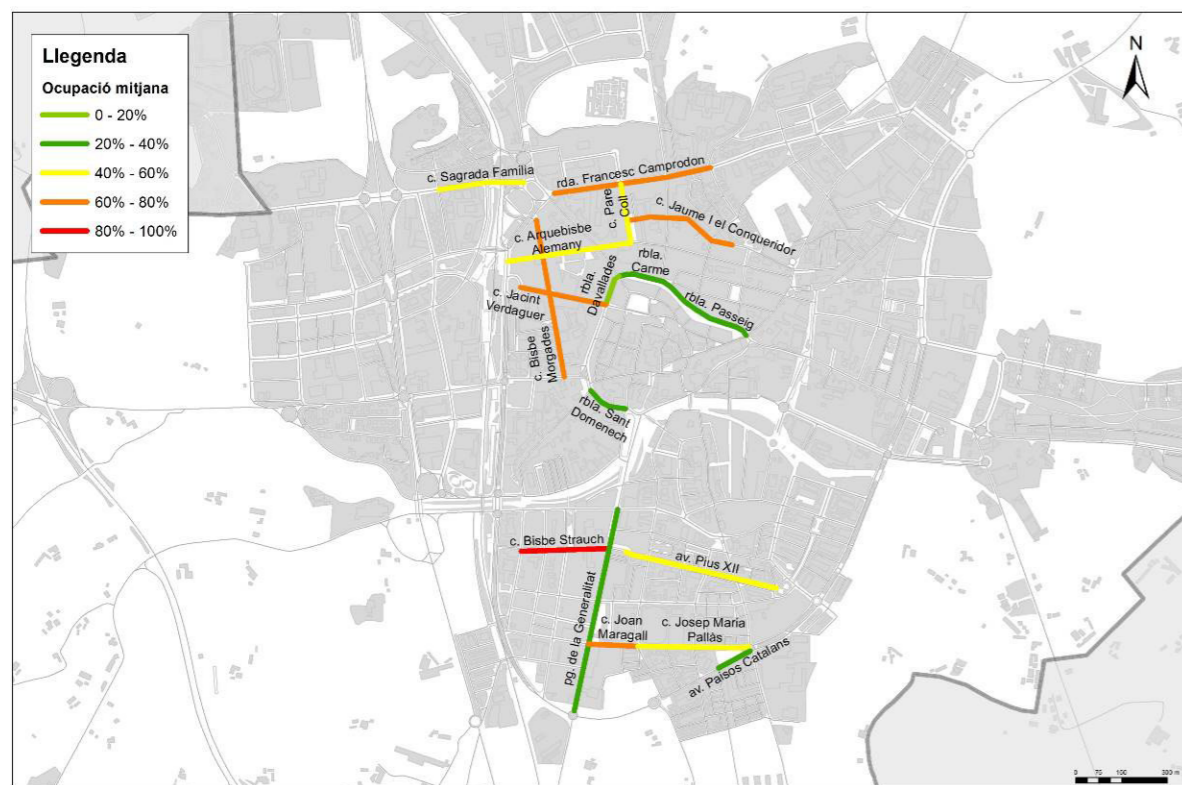 Llegenda
Ocupació mitjana
0 - 20%
20% - 40%
40% - 60%
60% - 80%
80% - 100%
N
c. Sagrada Família
rda. Francesc Camprodon
c. Pare
Coll
c. Jaume I el Conqueridor
c. Arquebisbe
Alemany
rbla.
Carme
rbla.
Davallades
rbla. Passeig
c. Jacint
Verdaguer
c. Bisbe
Morgades
rbla. Sant
Domenech
c. Bisbe Strauch
av. Pius XII
pg. de la Generalitat
c. Joan
Maragall
c. Josep Maria
Pallàs
av. Països Catalans